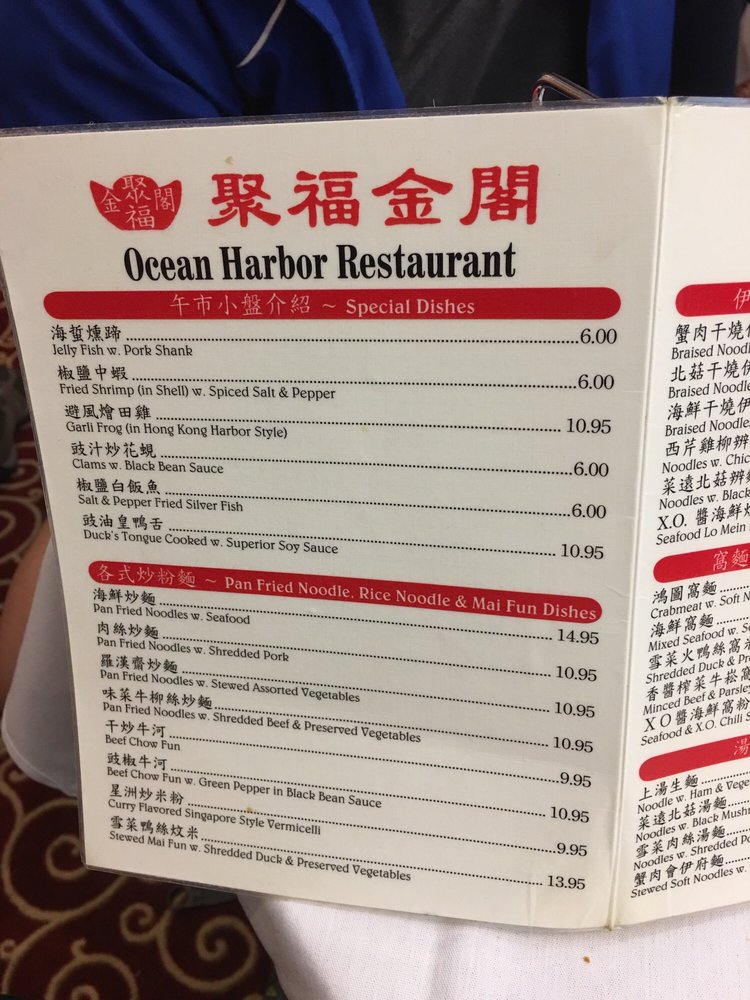 金 聚福 閣
聚福金閣
Ocean Harbor Restaurant
午市小盤介紹 ~ Special Dishes
海蜇燻蹄 6.00
Jelly Fish w. Pork Shank
椒鹽中蝦 6.00
Fried Shrimp (in Shell) w. Spiced Salt & Pepper
避風燴田雞 10.95
Garli Frog (in Hong Kong Harbor Style)
豉汁炒花蜆 6.00
Clams w. Black Bean Sauce
椒鹽白飯魚 6.00
Salt & Pepper Fried Silver Fish
豉油皇鴨舌 10.95
Duck's Tongue Cooked w. Superior Soy Sauce
各式炒粉麵 ~ Pan Fried Noodle. Rice Noodle & Mai Fun Dishes
海鮮炒麵 14.95
Pan Fried Noodles w. Seafood
肉絲炒麵 10.95
Pan Fried Noodles w. Shredded Pork
羅漢齋炒麵 10.95
Pan Fried Noodles w. Stewed Assorted Vegetables
味菜牛柳絲炒麵 10.95
Pan Fried Noodles w. Shredded Beef & Preserved Vegetables
干炒牛河 9.95
Beef Chow Fun
豉椒牛河 10.95
Beef Chow Fun w. Green Pepper in Black Bean Sauce
星洲炒米粉 9.95
Curry Flavored Singapore Style Vermicelli
雪菜鴨絲炆米 13.95
Stewed Mai Fun w. Shredded Duck & Preserved Vegetables
伊
蟹肉干燒
Braised
北菇干燒
Braised
海鮮干燒伊
Braised Noodles
西芹雞柳辦
Noodles w.
菜遠北菇辦
Noodles w. Black
X.O. 醬海鮮
Seafood Lo Mein
窩麵
鴻圖窩麵
Crabmeat w. Soft
海鮮窩麵
Mixed Seafood w.
雪菜火鴨絲窩
Shredded Duck &
香醬榨菜牛崧窩
Minced Beef &
XO醬海鮮窩粉
Seafood & X.O. Chili
湯
上湯生麵
Noodle w. Ham &
菜遠北菇湯麵
Noodles w. Black
雪菜肉絲湯麵
Noodles w. Shredded
蟹肉會伊府麵
Stewed Soft Noodles w.